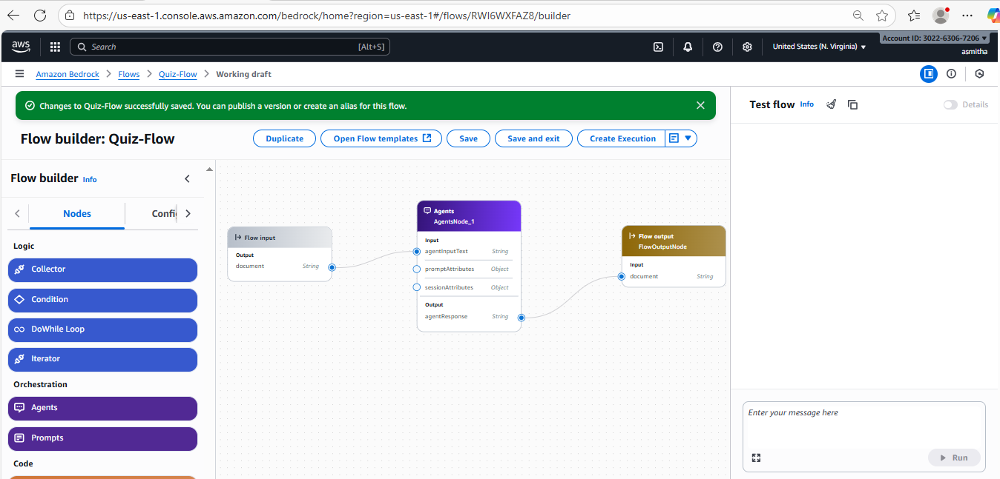 https://us-east-1.console.aws.amazon.com/bedrock/home?region=us-east-1#/flows/RWI6WXFAZ8/builder
aws
Search
[Alt+S]
United States (N. Virginia)
Account ID: 3022-6306-7206
asmitha
Amazon Bedrock > Flows > Quiz-Flow > Working draft
Changes to Quiz-Flow successfully saved. You can publish a version or create an alias for this flow.
Flow builder: Quiz-Flow
Duplicate
Open Flow templates
Save
Save and exit
Create Execution
Test flow Info
Details
Flow builder Info
Nodes
Confi
Logic
Collector
Condition
DoWhile Loop
Iterator
Orchestration
Agents
Prompts
Code
Flow input
Output
document String
Agents
AgentsNode_1
Input
agentInputText String
promptAttributes Object
sessionAttributes Object
Output
agentResponse String
Flow output
FlowOutputNode
Input
document String
Enter your message here
Run